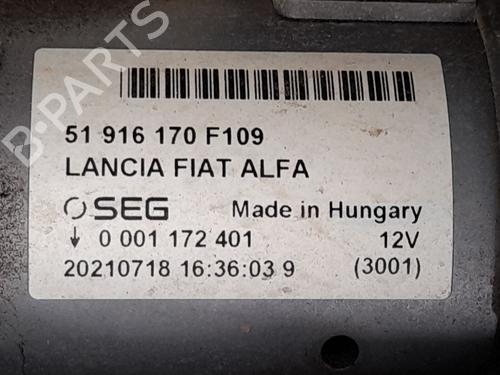 51 916 170 F109
LANCIA FIAT ALFA
SEG Made in Hungary
↓ 0 001 172 401 12V
20210718 16:36:03 9 (3001)
B-PARTS